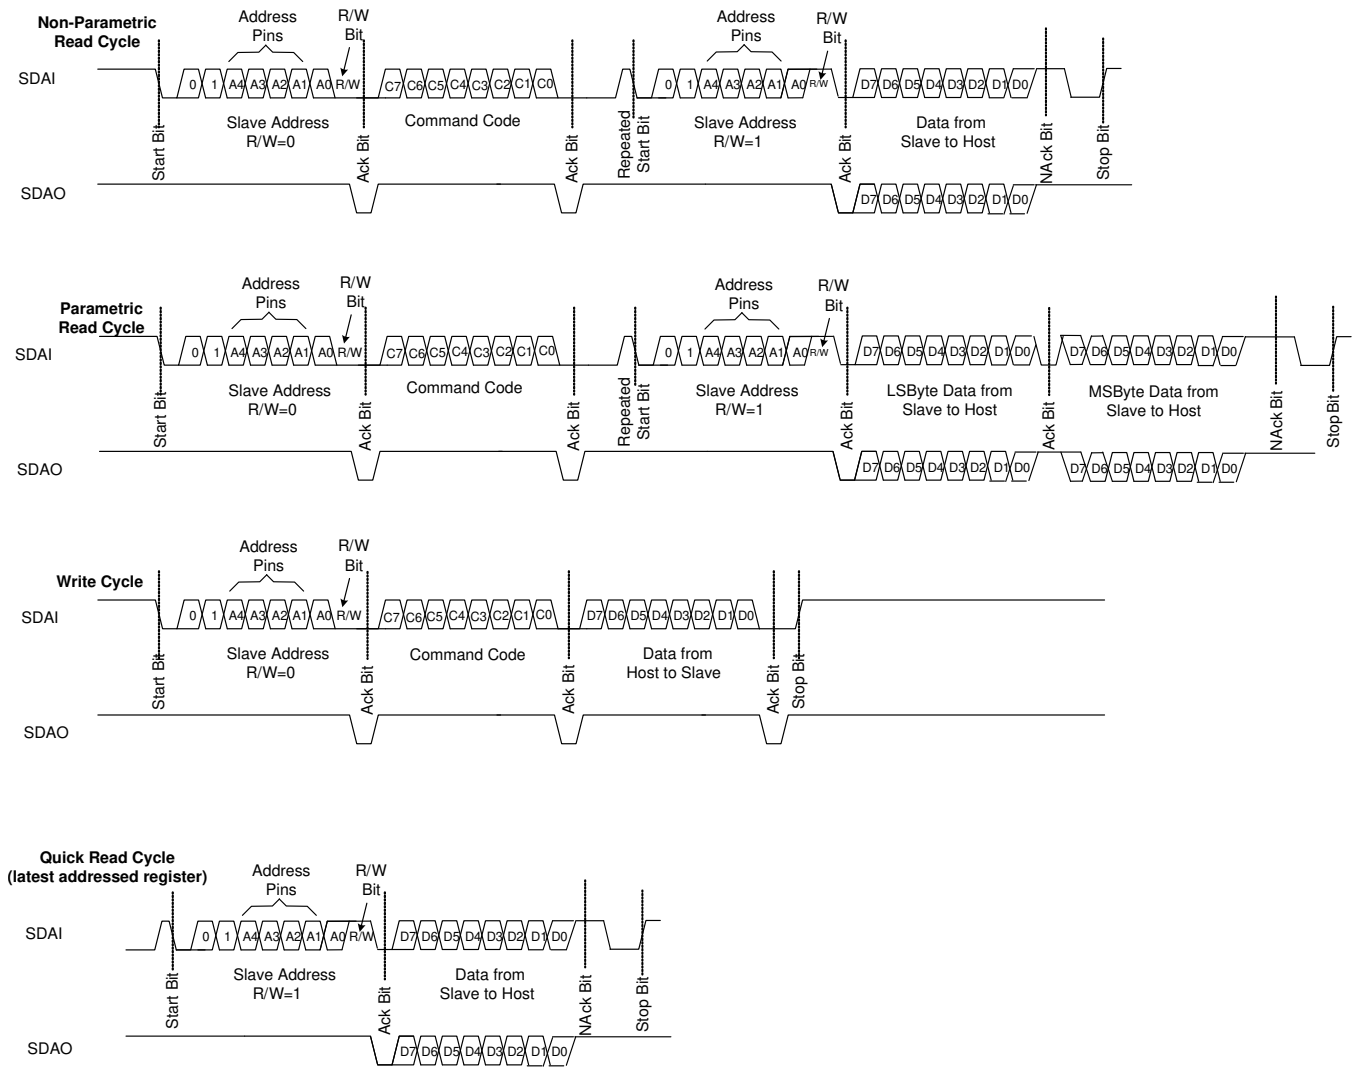 Non-Parametric
Read Cycle
Address
Pins
R/W
Bit
Address
Pins
R/W
Bit
SDAI
0 1 A4 A3 A2 A1 A0 R/W
C7 C6 C5 C4 C3 C2 C1 C0
0 1 A4 A3 A2 A1 A0 R/W
D7 D6 D5 D4 D3 D2 D1 D0
Start Bit
Slave Address
R/W=0
Ack Bit
Command Code
Ack Bit
Repeated
Start Bit
Slave Address
R/W=1
Ack Bit
Data from
Slave to Host
NAck Bit
Stop Bit
SDAO
D7 D6 D5 D4 D3 D2 D1 D0
Parametric
Read Cycle
Address
Pins
R/W
Bit
Address
Pins
R/W
Bit
SDAI
0 1 A4 A3 A2 A1 A0 R/W
C7 C6 C5 C4 C3 C2 C1 C0
0 1 A4 A3 A2 A1 A0 R/W
D7 D6 D5 D4 D3 D2 D1 D0
D7 D6 D5 D4 D3 D2 D1 D0
Start Bit
Slave Address
R/W=0
Ack Bit
Command Code
Ack Bit
Repeated
Start Bit
Slave Address
R/W=1
Ack Bit
LSByte Data from
Slave to Host
Ack Bit
MSByte Data from
Slave to Host
NAck Bit
Stop Bit
SDAO
D7 D6 D5 D4 D3 D2 D1 D0
D7 D6 D5 D4 D3 D2 D1 D0
Write Cycle
Address
Pins
R/W
Bit
SDAI
0 1 A4 A3 A2 A1 A0 R/W
C7 C6 C5 C4 C3 C2 C1 C0
D7 D6 D5 D4 D3 D2 D1 D0
Start Bit
Slave Address
R/W=0
Ack Bit
Command Code
Ack Bit
Data from
Host to Slave
Ack Bit
Stop Bit
SDAO
Quick Read Cycle
(latest addressed register)
Address
Pins
R/W
Bit
SDAI
0 1 A4 A3 A2 A1 A0 R/W
D7 D6 D5 D4 D3 D2 D1 D0
Start Bit
Slave Address
R/W=1
Ack Bit
Data from
Slave to Host
NAck Bit
Stop Bit
SDAO
D7 D6 D5 D4 D3 D2 D1 D0